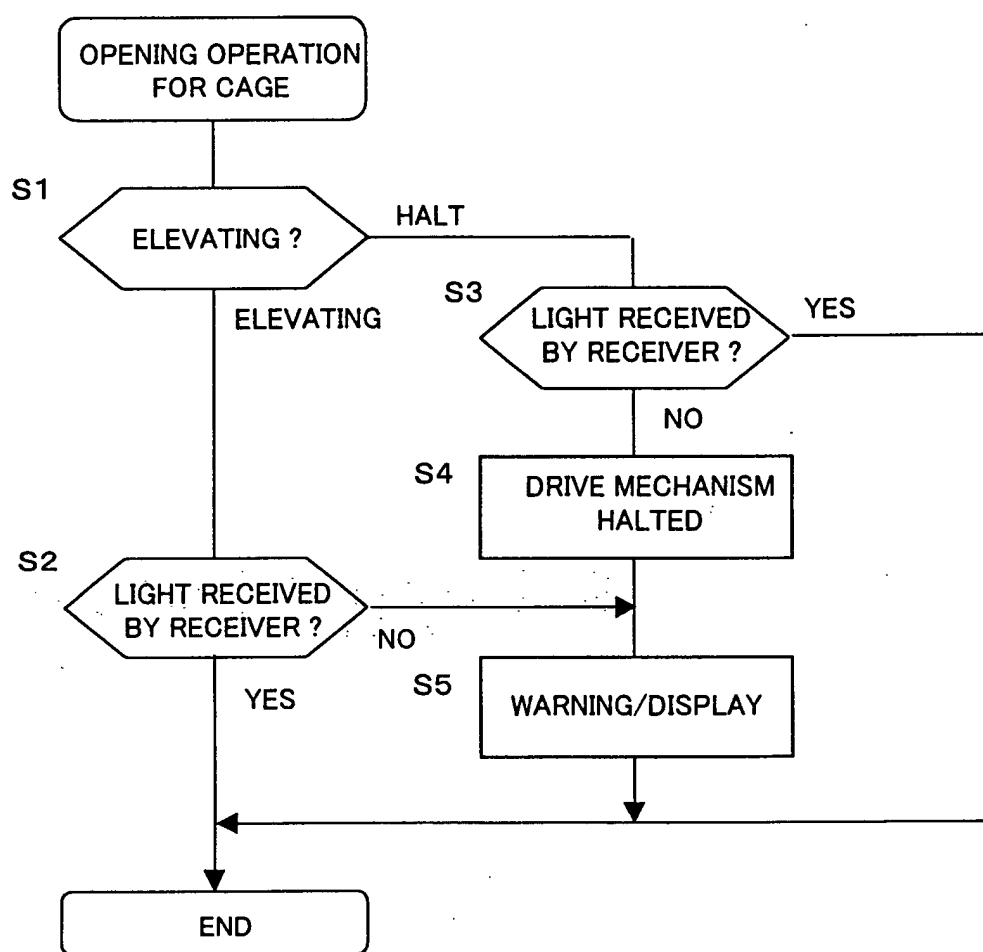 OPENING OPERATION
FOR CAGE
S1
ELEVATING ?
HALT
ELEVATING
S3
LIGHT RECEIVED
BY RECEIVER ?
YES
NO
S4
DRIVE MECHANISM
HALTED
S2
LIGHT RECEIVED
BY RECEIVER ?
NO
YES
S5
WARNING/DISPLAY
END